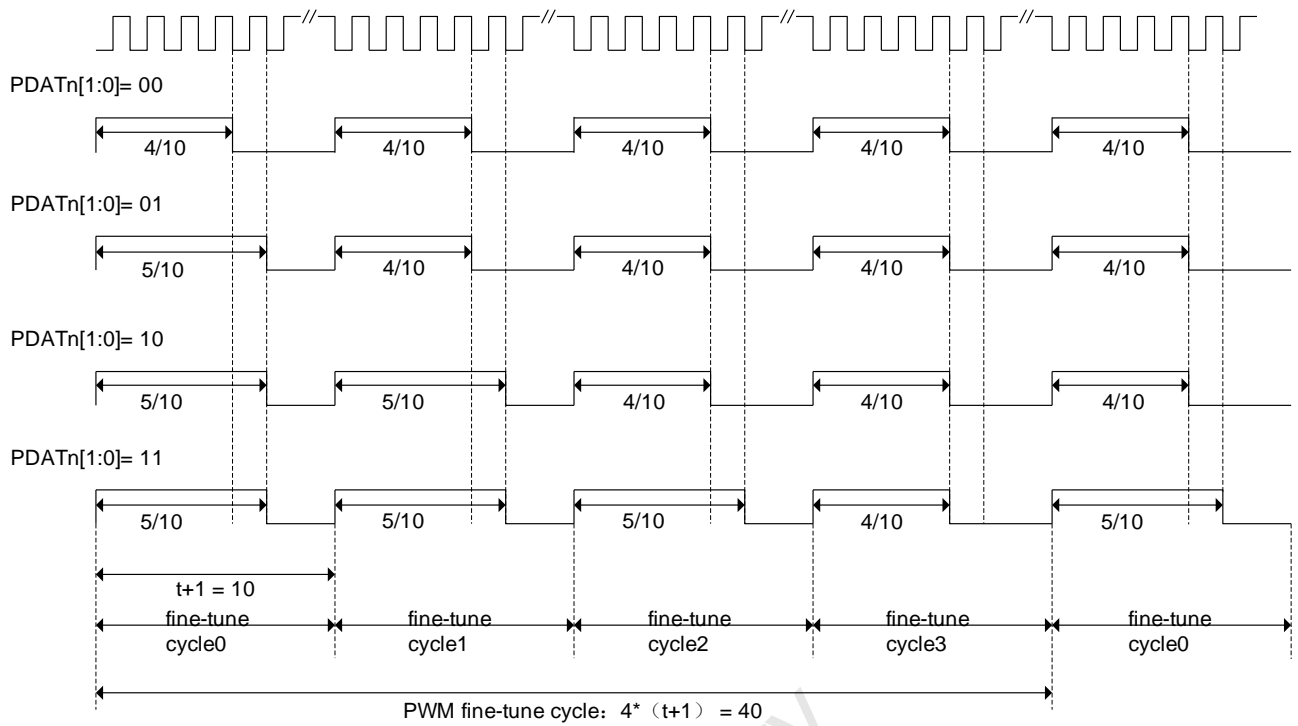 //
//
//
//
PDATn[1:0]= 00
4/10
4/10
4/10
4/10
4/10
PDATn[1:0]= 01
5/10
4/10
4/10
4/10
4/10
PDATn[1:0]= 10
5/10
5/10
4/10
4/10
4/10
PDATn[1:0]= 11
5/10
5/10
5/10
4/10
5/10
t+1 = 10
fine-tune
cycle0
fine-tune
cycle1
fine-tune
cycle2
fine-tune
cycle3
fine-tune
cycle0
PWM fine-tune cycle：4*（t+1）= 40